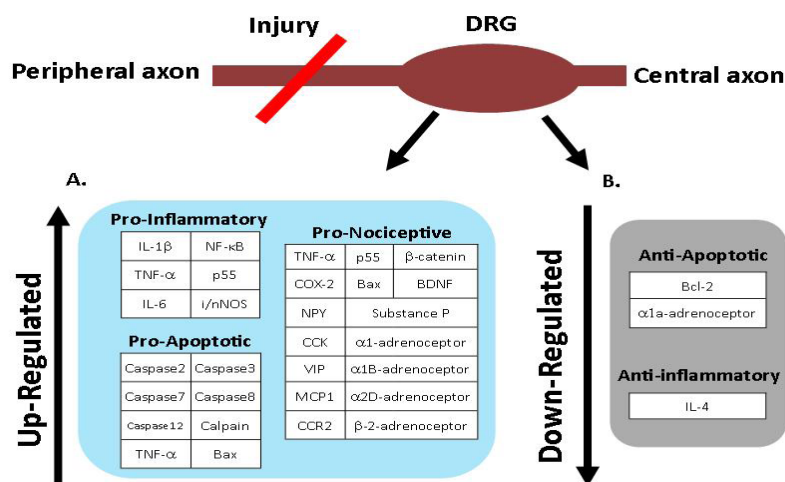 Injury
DRG
Peripheral axon
Central axon
A.
B.
Up-Regulated
Pro-Inflammatory
IL-1β NF-κB
TNF-α p55
IL-6 i/nNOS
Pro-Apoptotic
Caspase2 Caspase3
Caspase7 Caspase8
Caspase12 Calpain
TNF-α Bax
Pro-Nociceptive
TNF-α p55 β-catenin
COX-2 Bax BDNF
NPY Substance P
CCK α1-adrenoceptor
VIP α1B-adrenoceptor
MCP1 α2D-adrenoceptor
CCR2 β-2-adrenoceptor
Down-Regulated
Anti-Apoptotic
Bcl-2
α1a-adrenoceptor
Anti-inflammatory
IL-4